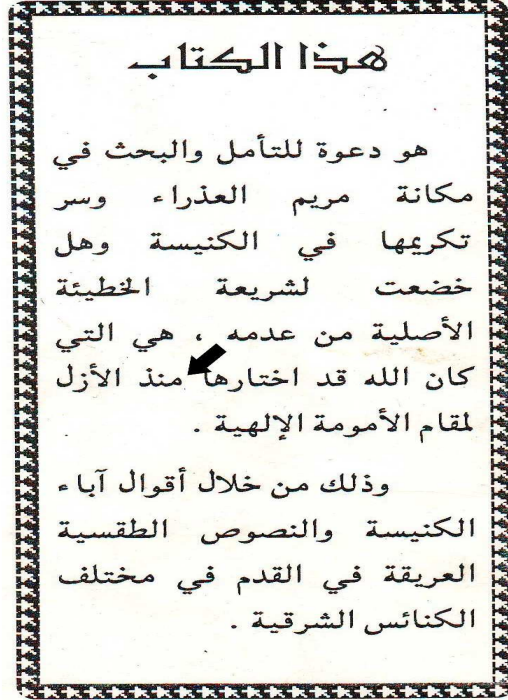 هذا الكتاب
هو دعوة للتأمل والبحث في
مكانة مريم العذراء وسر
تكريمها في الكنيسة وهل
خضعت لشريعة الخطيئة
الأصلية من عدمه ، هي التي
كان الله قد اختارها منذ الأزل
لمقام الأمومة الإلهية .
وذلك من خلال أقوال آباء
الكنيسة والنصوص الطقسية
العريقة في القدم في مختلف
الكنائس الشرقية .